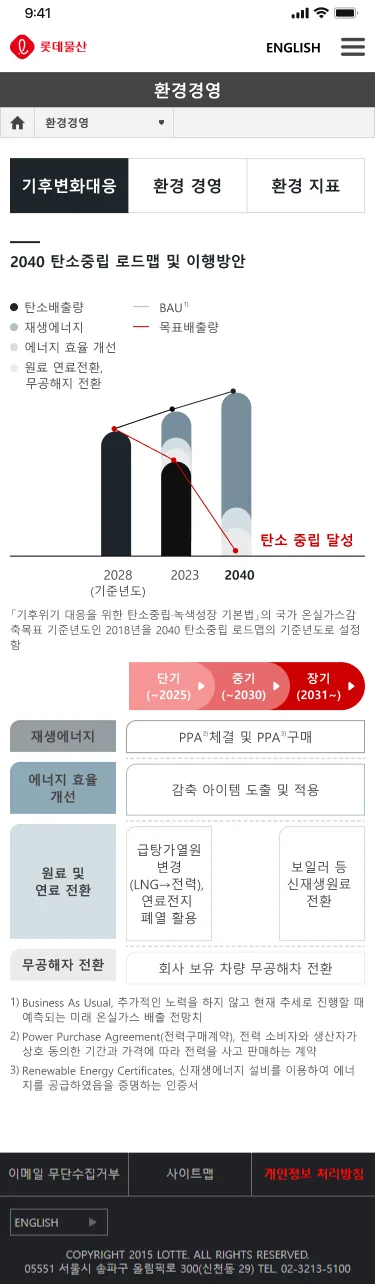 9:41
롯데물산
ENGLISH
환경경영
환경경영
기후변화대응
환경 경영
환경 지표
2040 탄소중립 로드맵 및 이행방안
탄소배출량
BAU1)
재생에너지
목표배출량
에너지 효율 개선
원료 연료전환,
무공해지 전환
탄소 중립 달성
2028
2023
2040
(기준년도)
「기후위기 대응을 위한 탄소중립·녹색성장 기본법」의 국가 온실가스감
축목표 기준년도인 2018년을 2040 탄소중립 로드맵의 기준년도로 설정
함
단기
(~2025)
중기
(~2030)
장기
(2031~)
재생에너지
PPA2)체결 및 PPA3)구매
에너지 효율
개선
감축 아이템 도출 및 적용
원료 및
연료 전환
급탕가열원
변경
(LNG→전력),
연료전지
폐열 활용
보일러 등
신재생원료
전환
무공해자 전환
회사 보유 차량 무공해차 전환
1) Business As Usual, 추가적인 노력을 하지 않고 현재 추세로 진행할 때
예측되는 미래 온실가스 배출 전망치
2) Power Purchase Agreement(전력구매계약), 전력 소비자와 생산자가
상호 동의한 기간과 가격에 따라 전력을 사고 판매하는 계약
3) Renewable Energy Certificates, 신재생에너지 설비를 이용하여 에너
지를 공급하였음을 증명하는 인증서
이메일 무단수집거부
사이트맵
개인정보 처리방침
ENGLISH
COPYRIGHT 2015 LOTTE. ALL RIGHTS RESERVED.
05551 서울시 송파구 올림픽로 300(신천동 29) TEL. 02-3213-5100